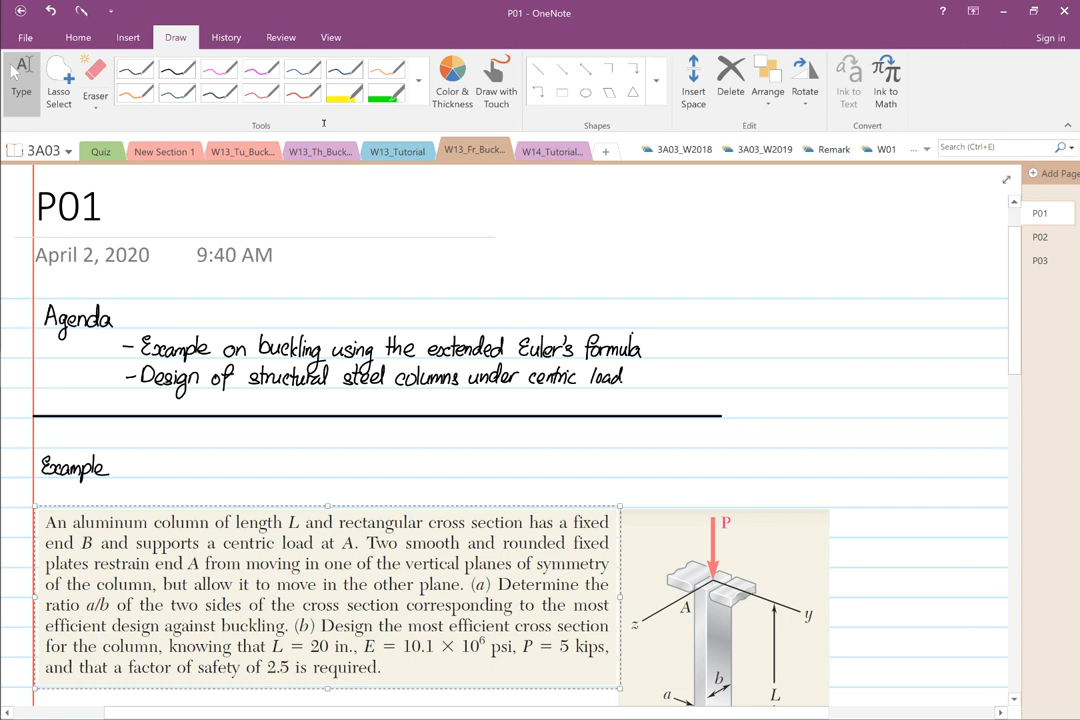 P01 - OneNote
? Sign in
File Home Insert Draw History Review View
Type
Lasso Select
Eraser
Color & Thickness
Draw with Touch
Insert Space
Delete
Arrange
Rotate
Ink to Text
Ink to Math
Tools Shapes Edit Convert
3A03 Quiz New Section 1 W13_Tu_Buck... W13_Th_Buck... W13_Tutorial W13_Fr_Buck... W14_Tutorial... + 3A03_W2018 3A03_W2019 Remark W01 ... Search (Ctrl+E)
Add Page
P01
P02
P03
P01
April 2, 2020 9:40 AM
Agenda
- Example on buckling using the extended Euler's formula
- Design of structural steel columns under centric load
Example
An aluminum column of length L and rectangular cross section has a fixed
end B and supports a centric load at A. Two smooth and rounded fixed
plates restrain end A from moving in one of the vertical planes of symmetry
of the column, but allow it to move in the other plane. (a) Determine the
ratio a/b of the two sides of the cross section corresponding to the most
efficient design against buckling. (b) Design the most efficient cross section
for the column, knowing that L = 20 in., E = 10.1 × 10⁶ psi, P = 5 kips,
and that a factor of safety of 2.5 is required.
P
A
y
z
b
a
L